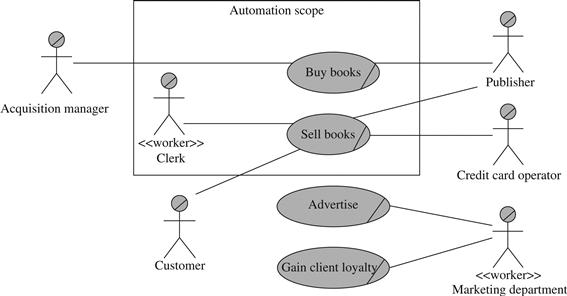 Automation scope
Buy books
Publisher
Acquisition manager
Sell books
<<worker>>
Clerk
Credit card operator
Advertise
Customer
Gain client loyalty
<<worker>>
Marketing department